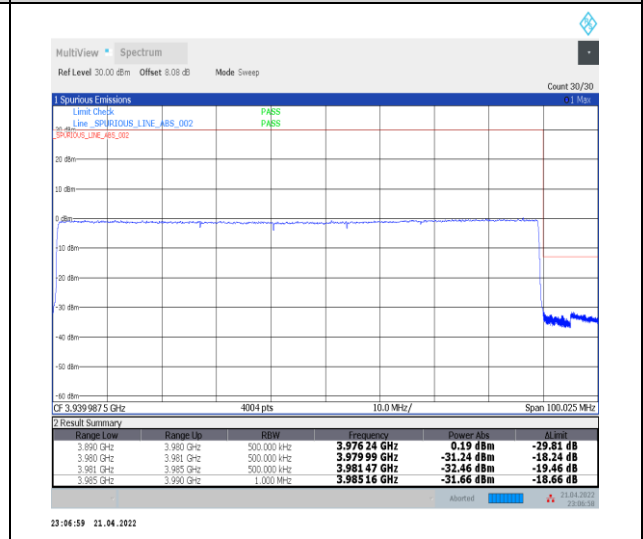 MultiView Spectrum
Ref Level 30.00 dBm Offset 8.08 dB Mode Sweep
Count 30/30
1 Spurious Emissions 1 Max
Limit Check PASS
Line _SPURIOUS_LINE_ABS_002 PASS
_SPURIOUS_LINE_ABS_002
20 dBm
10 dBm
0 dBm
-10 dBm
-20 dBm
-30 dBm
-40 dBm
-50 dBm
-60 dBm
CF 3.9399875 GHz 4004 pts 10.0 MHz/ Span 100.025 MHz
2 Result Summary
Range Low Range Up RBW Frequency Power Abs ΔLimit
3.890 GHz 3.980 GHz 500.000 kHz 3.976 24 GHz 0.19 dBm -29.81 dB
3.980 GHz 3.981 GHz 500.000 kHz 3.979 99 GHz -31.24 dBm -18.24 dB
3.981 GHz 3.985 GHz 500.000 kHz 3.981 47 GHz -32.46 dBm -19.46 dB
3.985 GHz 3.990 GHz 1.000 MHz 3.985 16 GHz -31.66 dBm -18.66 dB
Aborted 21.04.2022
23:06:59
23:06:59 21.04.2022